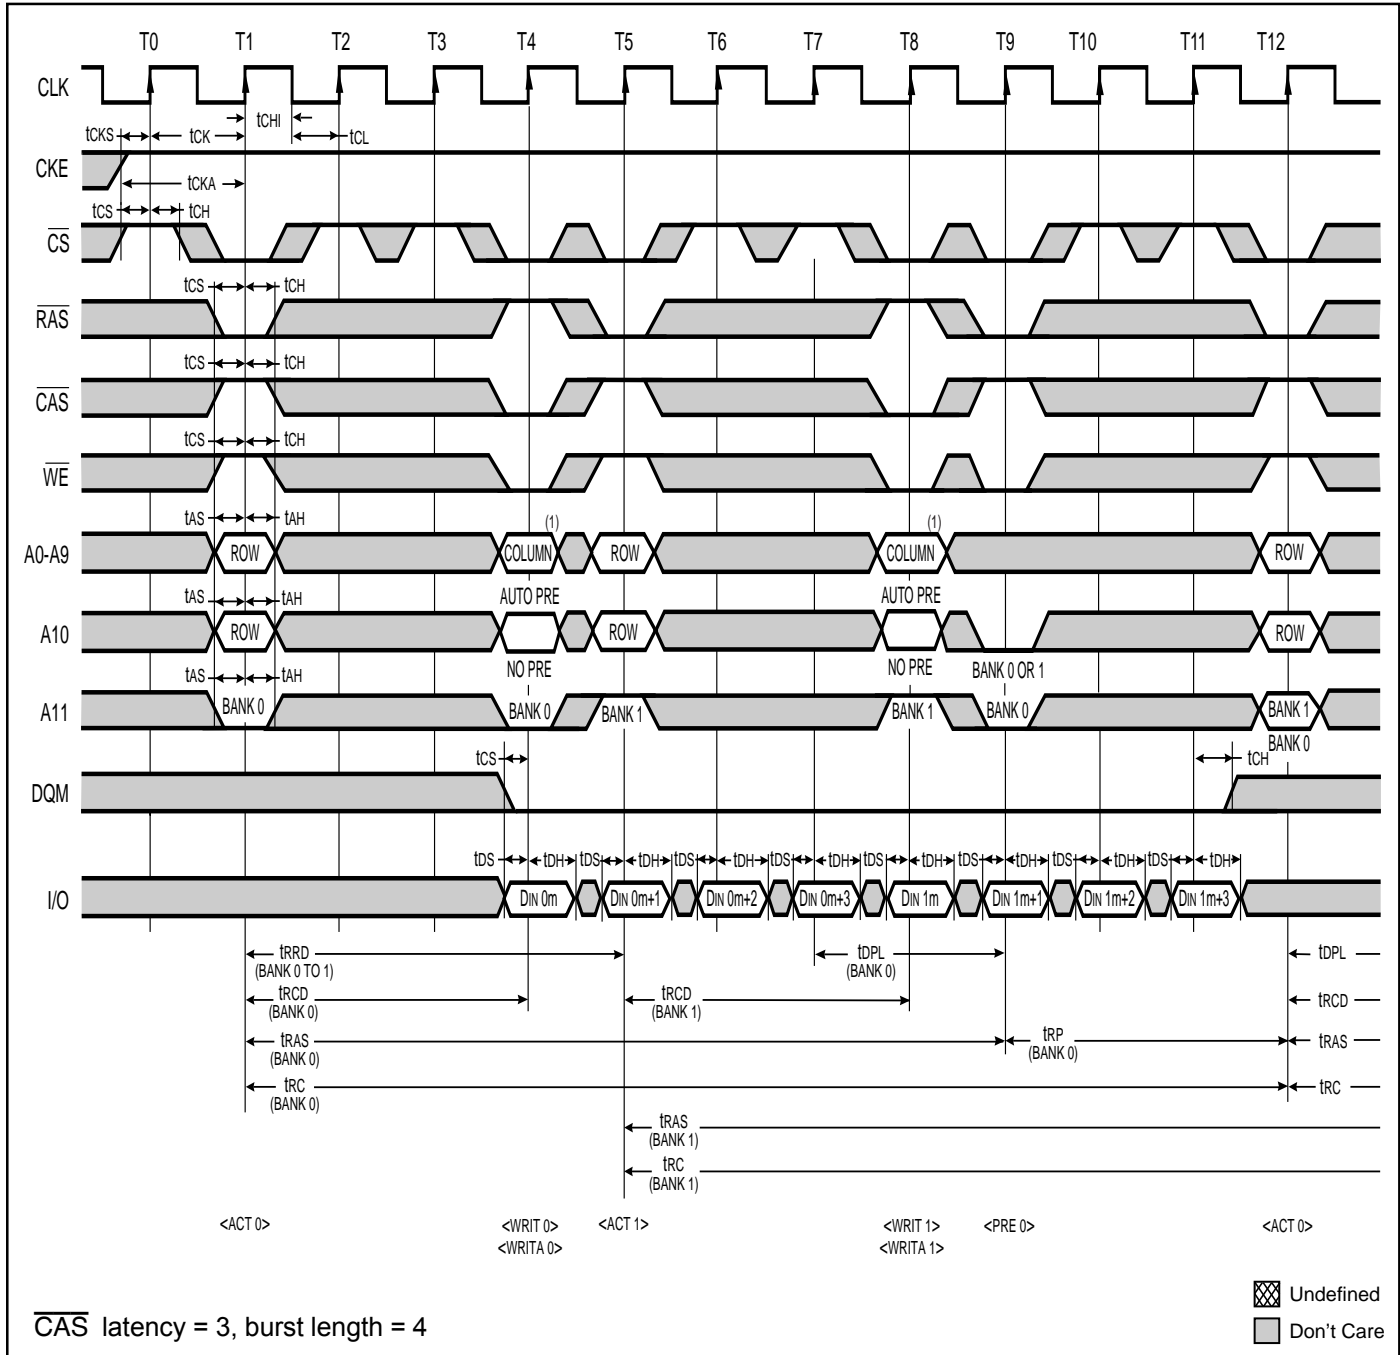 T0 T1 T2 T3 T4 T5 T6 T7 T8 T9 T10 T11 T12
CLK
tCHI
tCKS tCK tCL
CKE
tCKA
tCS tCH
CS
tCS tCH
RAS
tCS tCH
CAS
tCS tCH
WE
tAS tAH (1) (1)
A0-A9 ROW COLUMN ROW COLUMN ROW
tAS tAH AUTO PRE AUTO PRE
A10 ROW ROW ROW
tAS tAH NO PRE NO PRE BANK 0 OR 1
A11 BANK 0 BANK 0 BANK 1 BANK 1 BANK 0 BANK 1
BANK 0
tCS tCH
DQM
tDS tDH tDS tDH tDS tDH tDS tDH tDS tDH tDS tDH tDS tDH tDS tDH
I/O DIN 0m DIN 0m+1 DIN 0m+2 DIN 0m+3 DIN 1m DIN 1m+1 DIN 1m+2 DIN 1m+3
tRRD tDPL tDPL
(BANK 0 TO 1) (BANK 0)
tRCD tRCD tRCD
(BANK 0) (BANK 1)
tRAS tRP tRAS
(BANK 0) (BANK 0)
tRC tRC
(BANK 0)
tRAS
(BANK 1)
tRC
(BANK 1)
<ACT 0> <WRIT 0> <ACT 1> <WRIT 1> <PRE 0> <ACT 0>
<WRITA 0> <WRITA 1>
Undefined
CAS latency = 3, burst length = 4
Don't Care